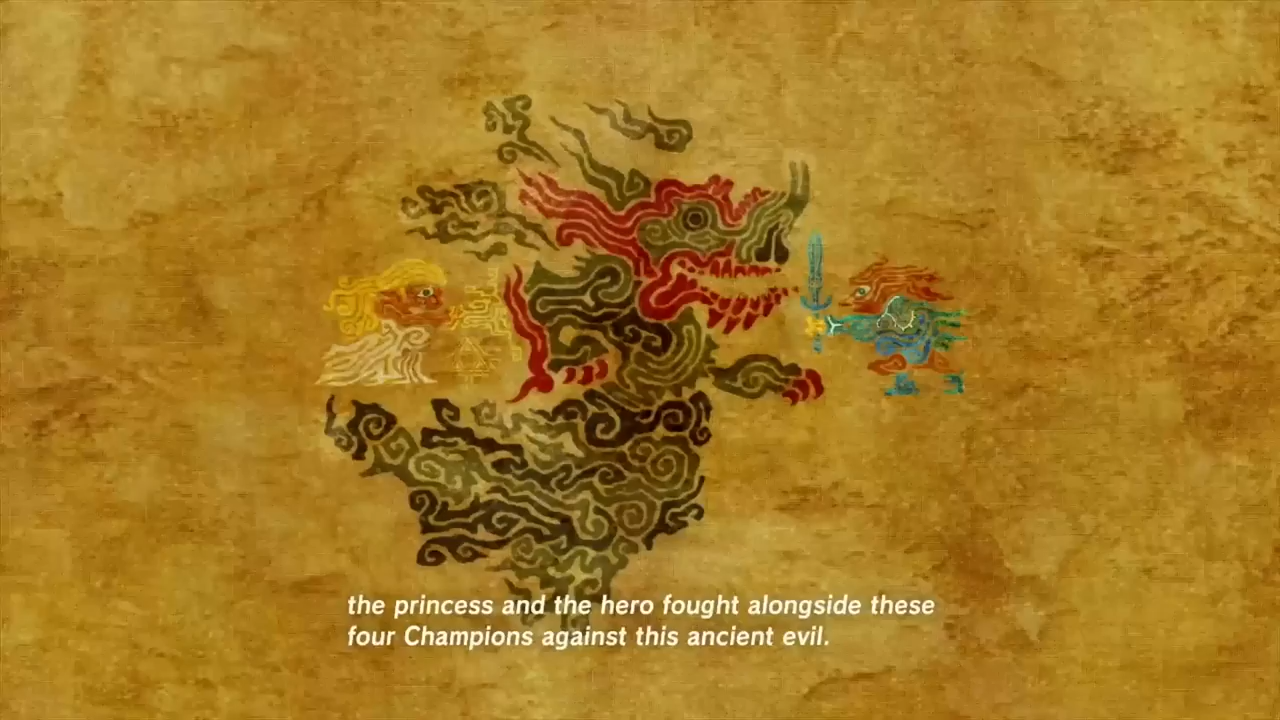 the princess and the hero fought alongside these
four Champions against this ancient evil.